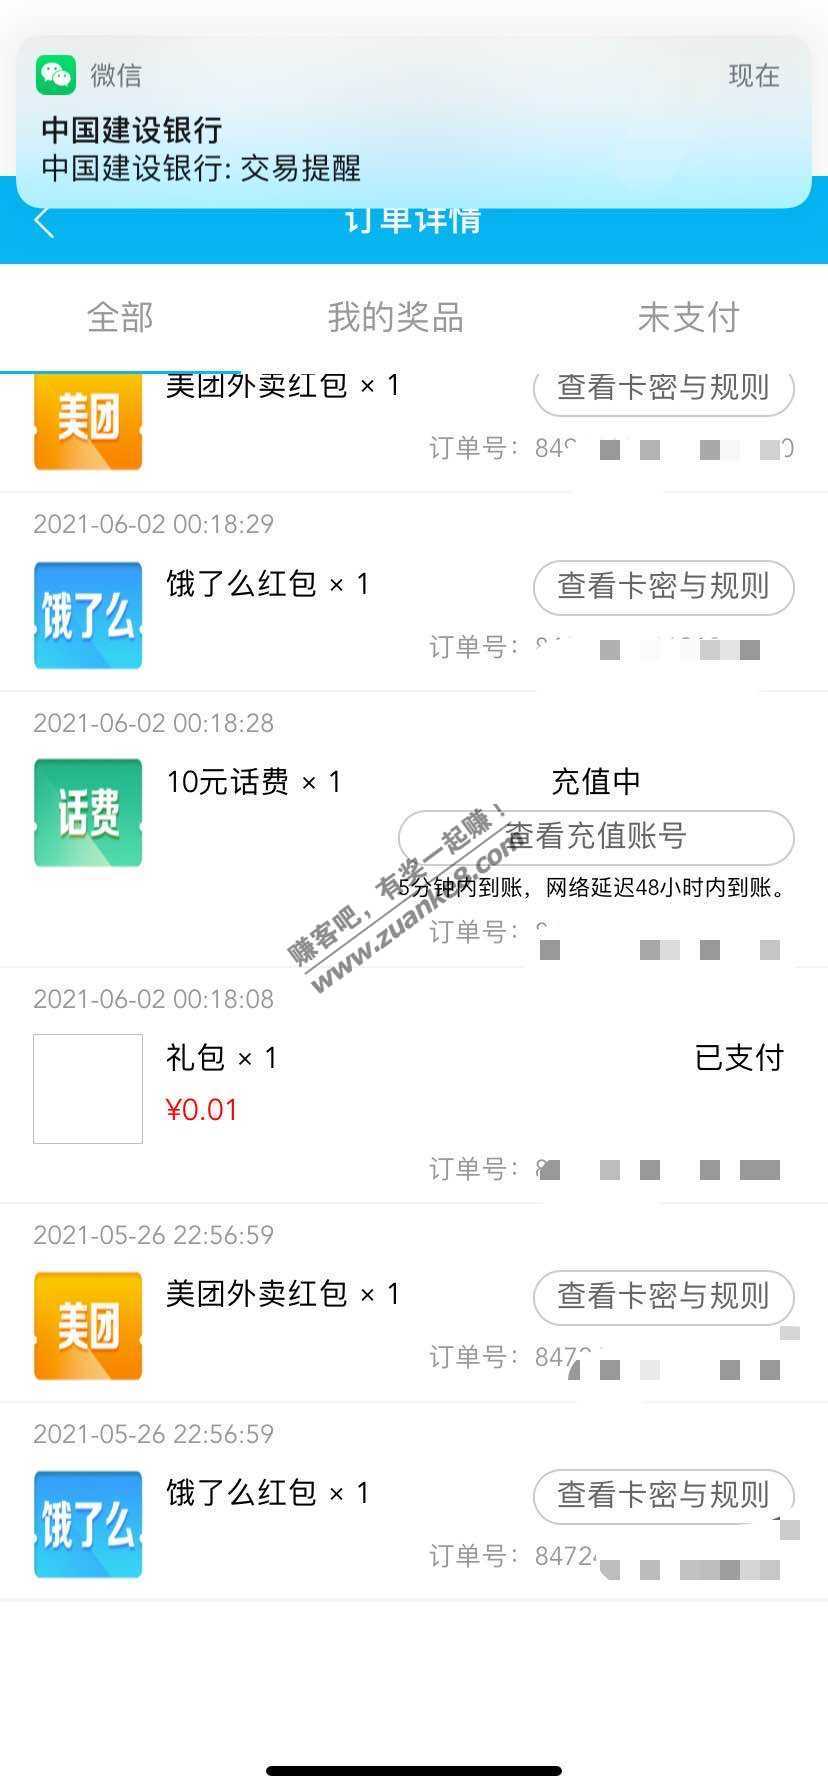 微信
现在
中国建设银行
中国建设银行: 交易提醒
订单详情
全部
我的奖品
未支付
美团
美团外卖红包 × 1
查看卡密与规则
订单号：
2021-06-02 00:18:29
饿了么
饿了么红包 × 1
查看卡密与规则
订单号：
2021-06-02 00:18:28
话费
10元话费 × 1
充值中
查看充值账号
5分钟内到账，网络延迟48小时内到账。
订单号：
赚客吧，有奖一起赚！
www.zuanke8.com
2021-06-02 00:18:08
礼包 × 1
已支付
¥0.01
订单号：
2021-05-26 22:56:59
美团
美团外卖红包 × 1
查看卡密与规则
订单号：847
2021-05-26 22:56:59
饿了么
饿了么红包 × 1
查看卡密与规则
订单号：8472